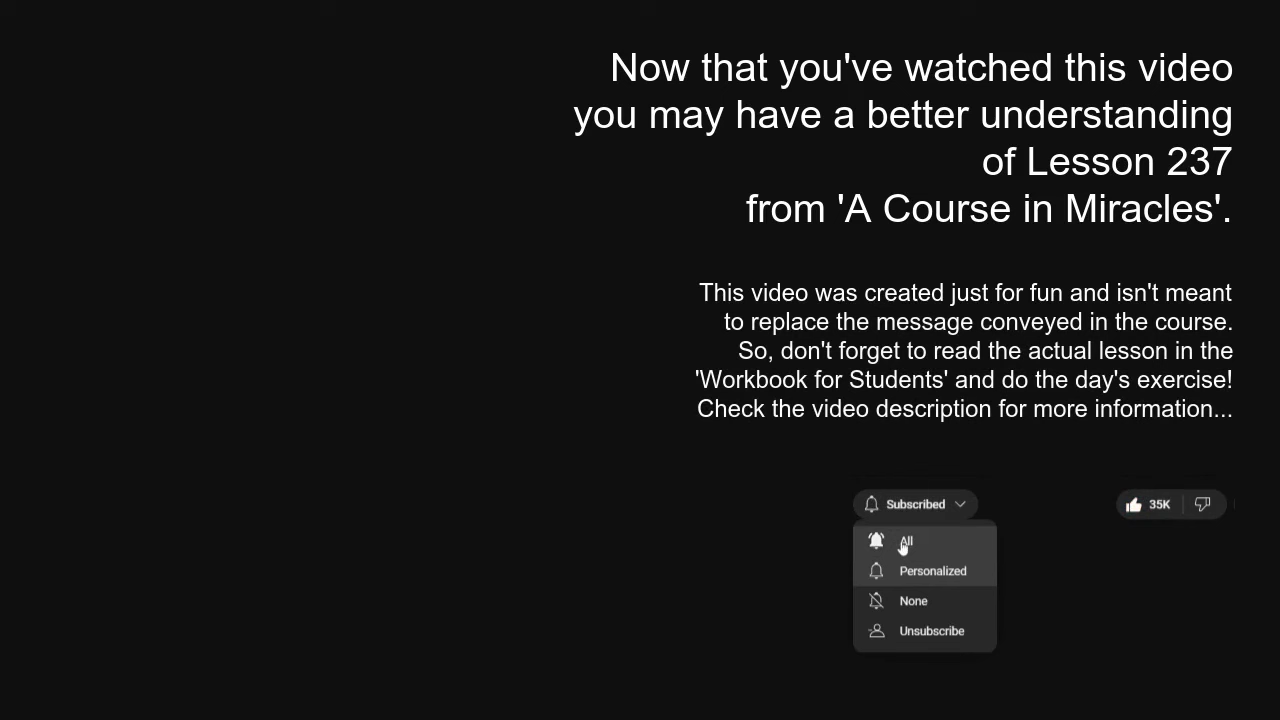 Now that you've watched this video
you may have a better understanding
of Lesson 237
from 'A Course in Miracles'.
This video was created just for fun and isn't meant
to replace the message conveyed in the course.
So, don't forget to read the actual lesson in the
'Workbook for Students' and do the day's exercise!
Check the video description for more information...
Subscribed
35K
All
Personalized
None
Unsubscribe